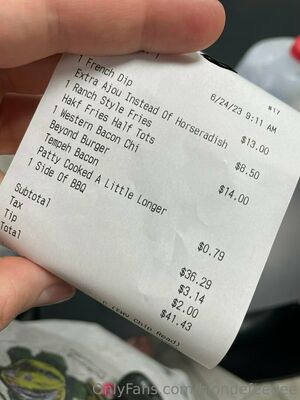 1 French Dip
6/24/23 9:11 AM
#17
Extra Ajou Instead Of Horseradish
$13.00
1 Ranch Style Fries
$8.50
Hakf Fries Half Tots
1 Western Bacon Chi
$14.00
Beyond Burger
Tempeh Bacon
Patty Cooked A Little Longer
1 Side Of BBQ
$0.79
Subtotal
$36.29
Tax
$3.14
Tip
$2.00
Total
$41.43
Chip Read)